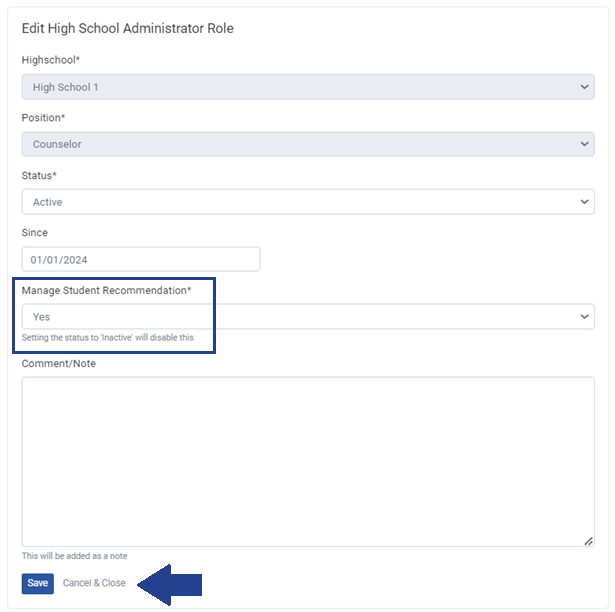 Edit High School Administrator Role
Highschool*
High School 1
Position*
Counselor
Status*
Active
Since
01/01/2024
Manage Student Recommendation*
Yes
Setting the status to 'Inactive' will disable this
Comment/Note
This will be added as a note
Save Cancel & Close